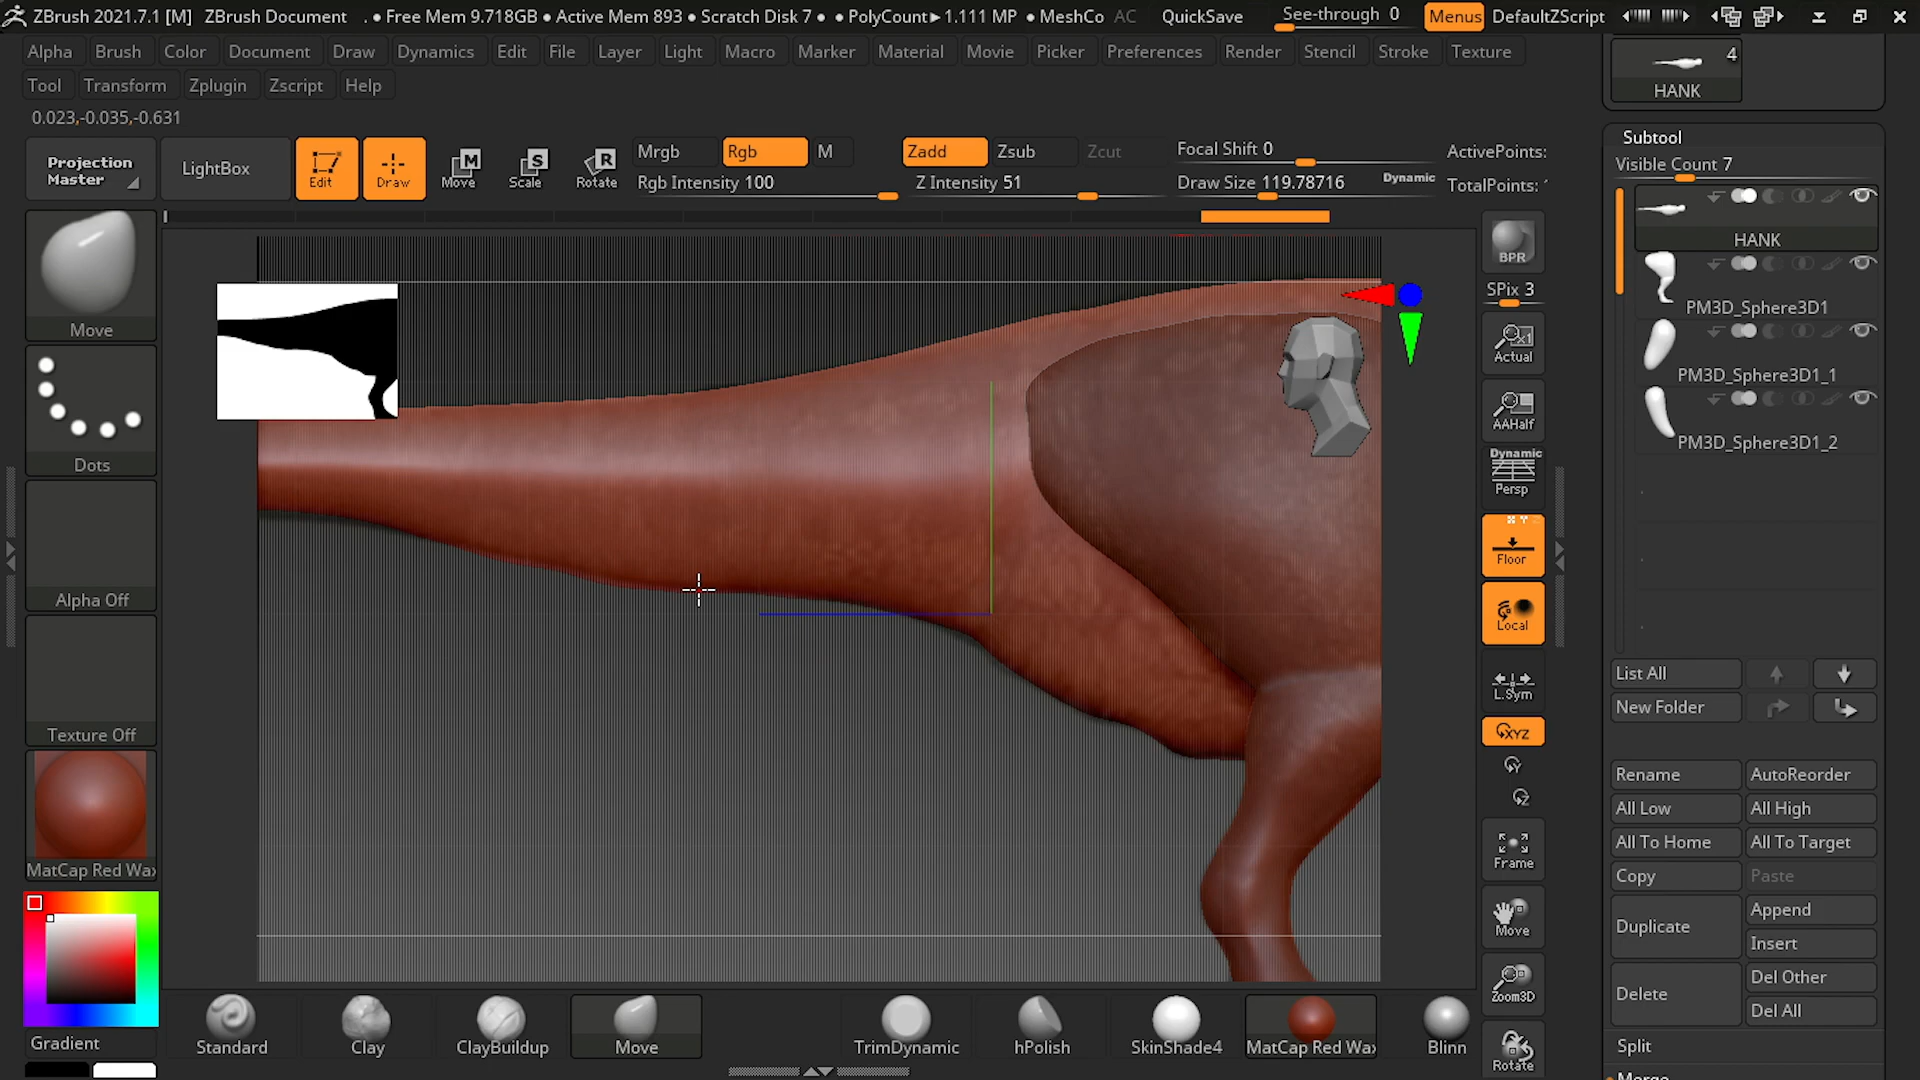 ZBrush 2021.7.1 [M] ZBrush Document . • Free Mem 9.718GB • Active Mem 893 • Scratch Disk 7 • • PolyCount► 1.111 MP • MeshCo AC QuickSave See-through 0 Menus DefaultZScript
Alpha Brush Color Document Draw Dynamics Edit File Layer Light Macro Marker Material Movie Picker Preferences Render Stencil Stroke Texture
Tool Transform Zplugin Zscript Help
0.023,-0.035,-0.631
Projection Master
LightBox
Edit
Draw
Move
Scale
Rotate
Mrgb Rgb M
Rgb Intensity 100
Zadd Zsub Zcut
Z Intensity 51
Focal Shift 0
Draw Size 119.78716 Dynamic
ActivePoints:
TotalPoints:
Move
Dots
Alpha Off
Texture Off
MatCap Red Wax
Gradient
BPR
SPix 3
Actual
AAHalf
Dynamic
Persp
Floor
Local
L.Sym
XYZ
Y
Z
Frame
Move
Zoom3D
Rotate
4
HANK
Subtool
Visible Count 7
HANK
PM3D_Sphere3D1
PM3D_Sphere3D1_1
PM3D_Sphere3D1_2
List All
New Folder
Rename AutoReorder
All Low All High
All To Home All To Target
Copy Paste
Duplicate Append
Insert
Delete Del Other
Del All
Split
Merge
Standard Clay ClayBuildup Move TrimDynamic hPolish SkinShade4 MatCap Red Wax Blinn